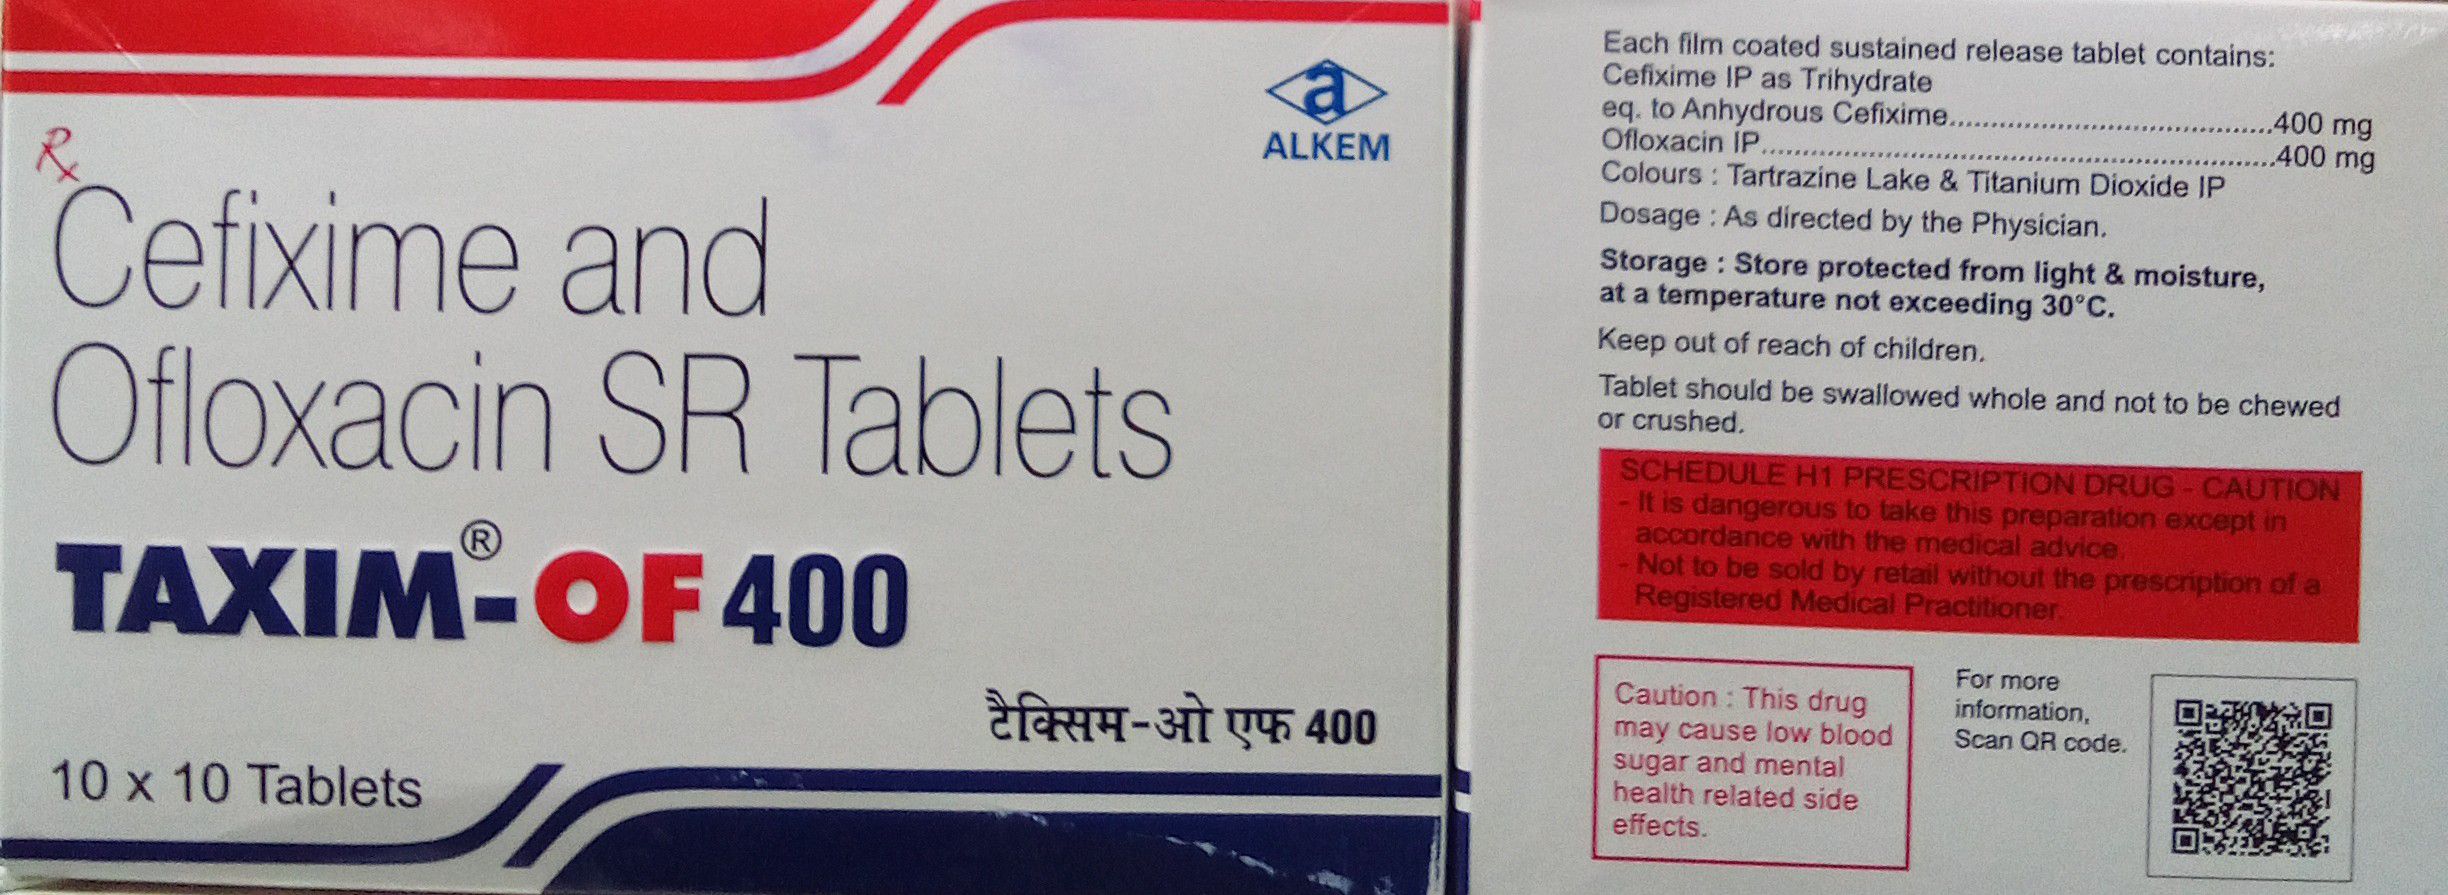 Rx
Cefixime and
Ofloxacin SR Tablets
TAXIM®-OF 400
टैक्सिम-ओ एफ 400
10 x 10 Tablets
a
ALKEM
Each film coated sustained release tablet contains:
Cefixime IP as Trihydrate
eq. to Anhydrous Cefixime......................................400 mg
Ofloxacin IP..............................................................400 mg
Colours : Tartrazine Lake & Titanium Dioxide IP
Dosage : As directed by the Physician.
Storage : Store protected from light & moisture,
at a temperature not exceeding 30°C.
Keep out of reach of children.
Tablet should be swallowed whole and not to be chewed
or crushed.
SCHEDULE H1 PRESCRIPTION DRUG - CAUTION
- It is dangerous to take this preparation except in
accordance with the medical advice.
- Not to be sold by retail without the prescription of a
Registered Medical Practitioner.
Caution : This drug
may cause low blood
sugar and mental
health related side
effects.
For more
information,
Scan QR code.